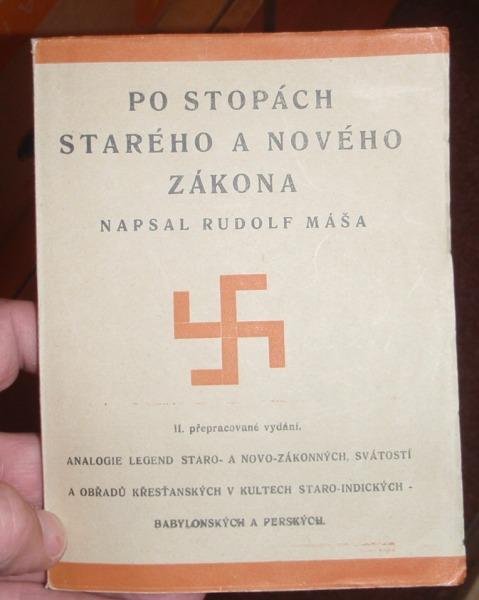 PO STOPÁCH
STARÉHO A NOVÉHO
ZÁKONA
NAPSAL RUDOLF MÁŠA
II. přepracované vydání.
ANALOGIE LEGEND STARO- A NOVO-ZÁKONNÝCH, SVÁTOSTÍ
A OBŘADŮ KŘESŤANSKÝCH V KULTECH STARO-INDICKÝCH -
BABYLONSKÝCH A PERSKÝCH.